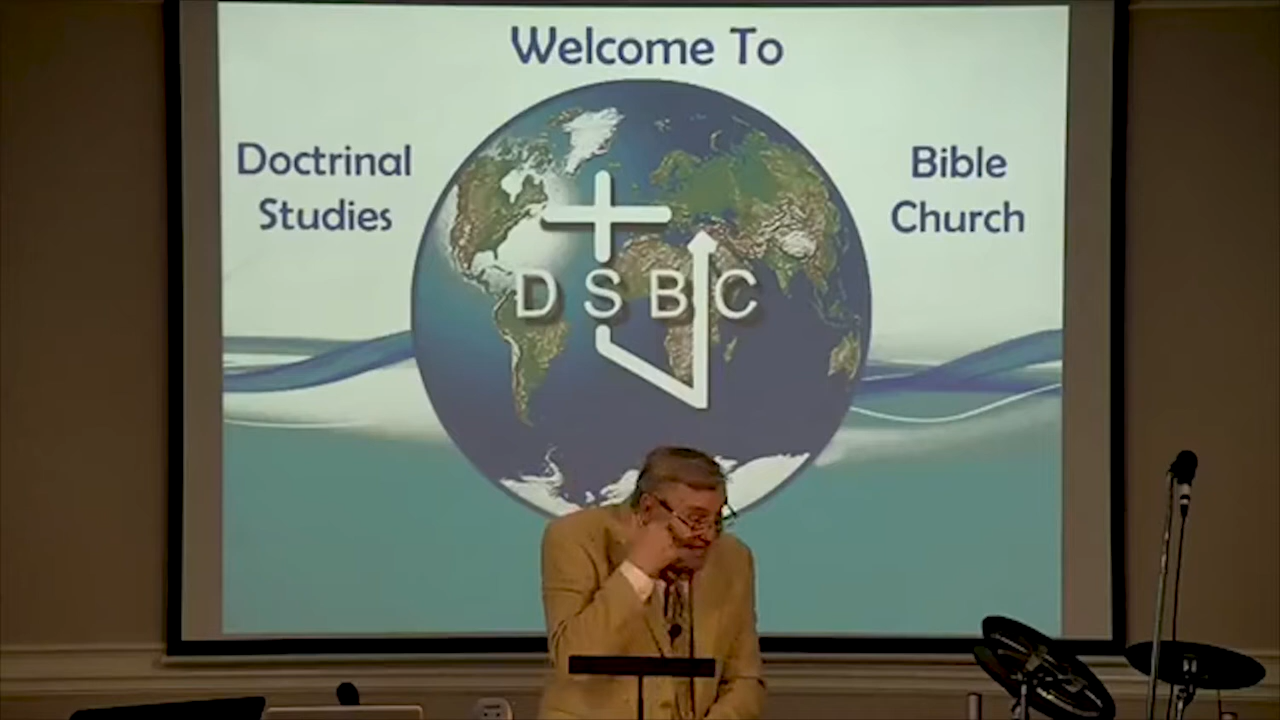 Welcome To
Doctrinal
Studies
Bible
Church
DSBC